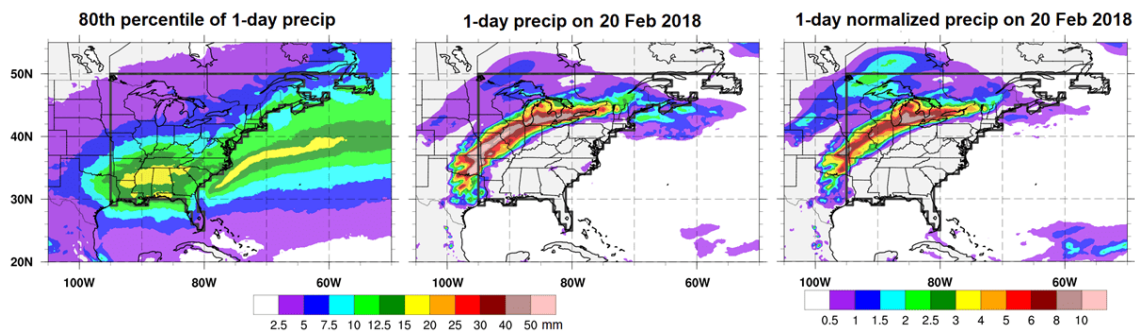 80th percentile of 1-day precip
1-day precip on 20 Feb 2018
1-day normalized precip on 20 Feb 2018
50N
40N
30N
20N
100W 80W 60W
100W 80W 60W
100W 80W 60W
2.5 5 7.5 10 12.5 15 20 25 30 40 50 mm
0.5 1 1.5 2 2.5 3 4 5 6 8 10